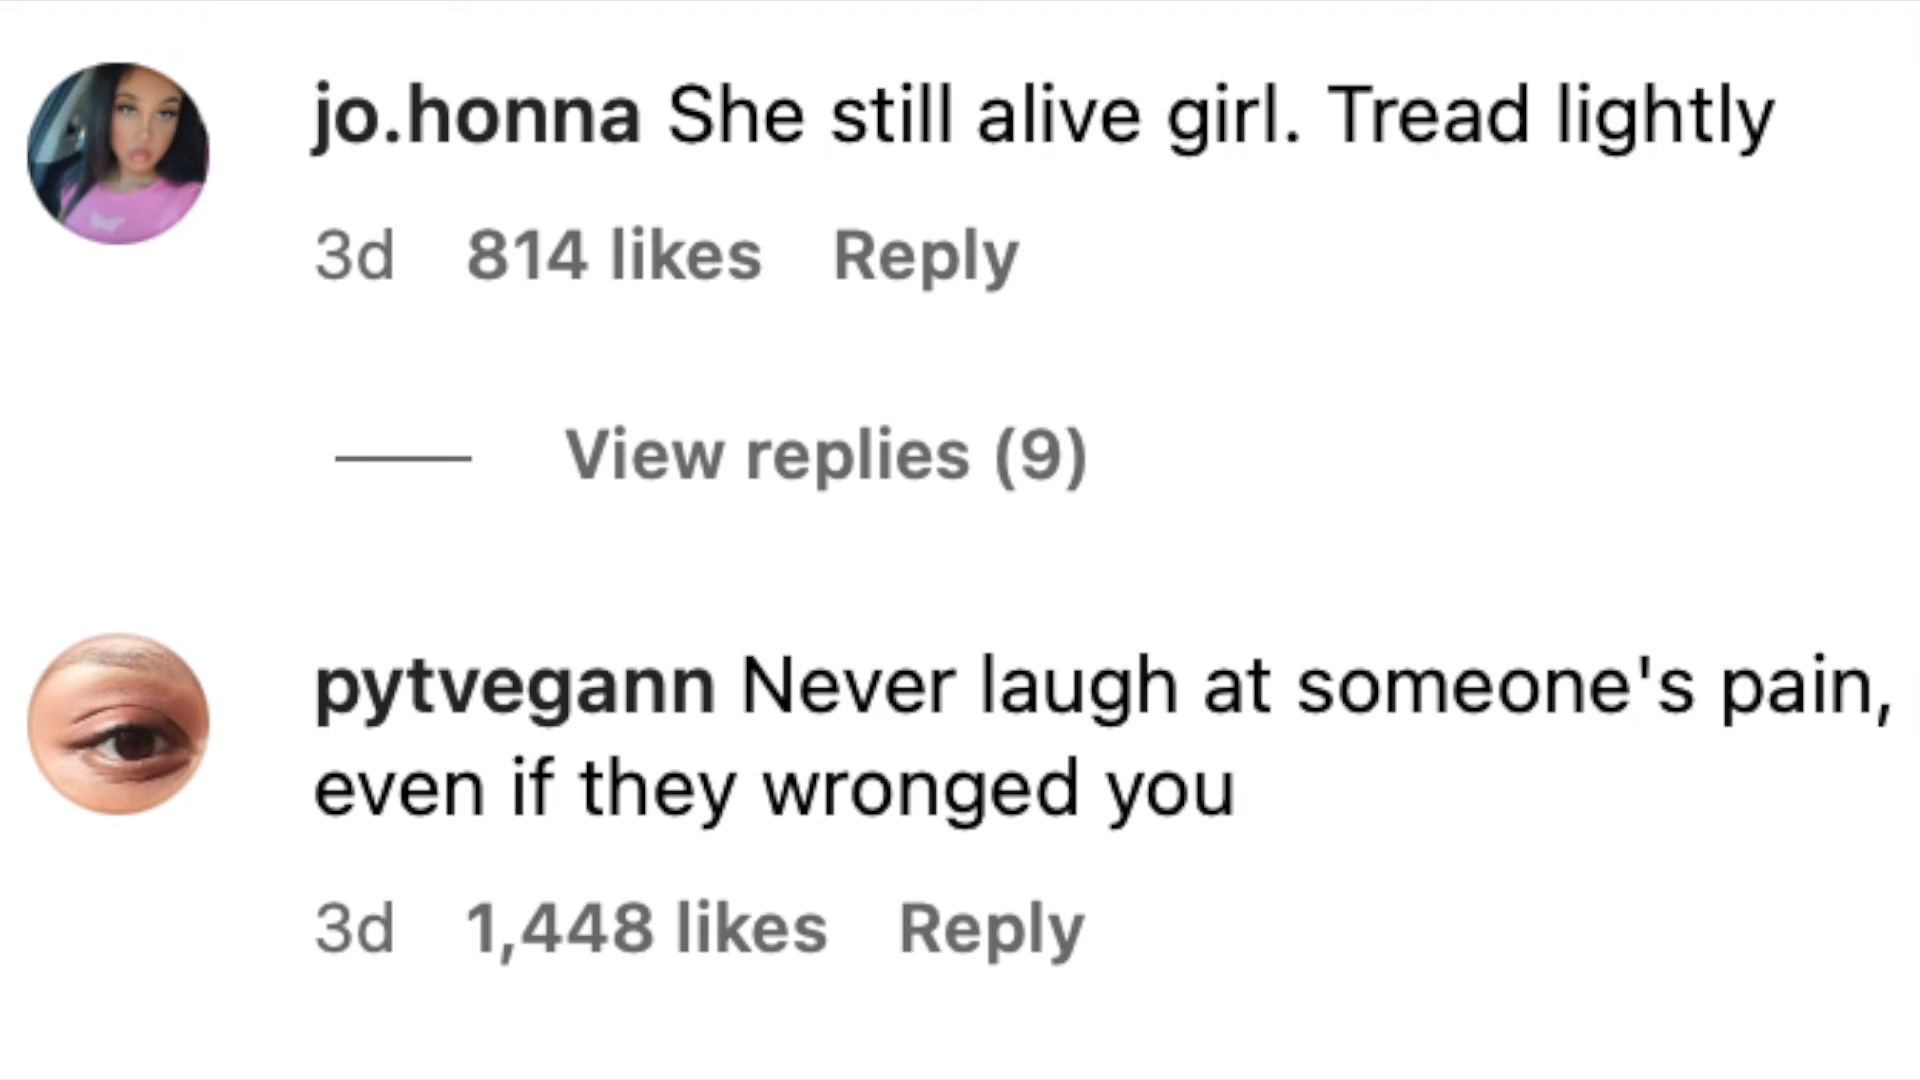 jo.honna She still alive girl. Tread lightly
3d 814 likes Reply
View replies (9)
pytvegann Never laugh at someone's pain,
even if they wronged you
3d 1,448 likes Reply